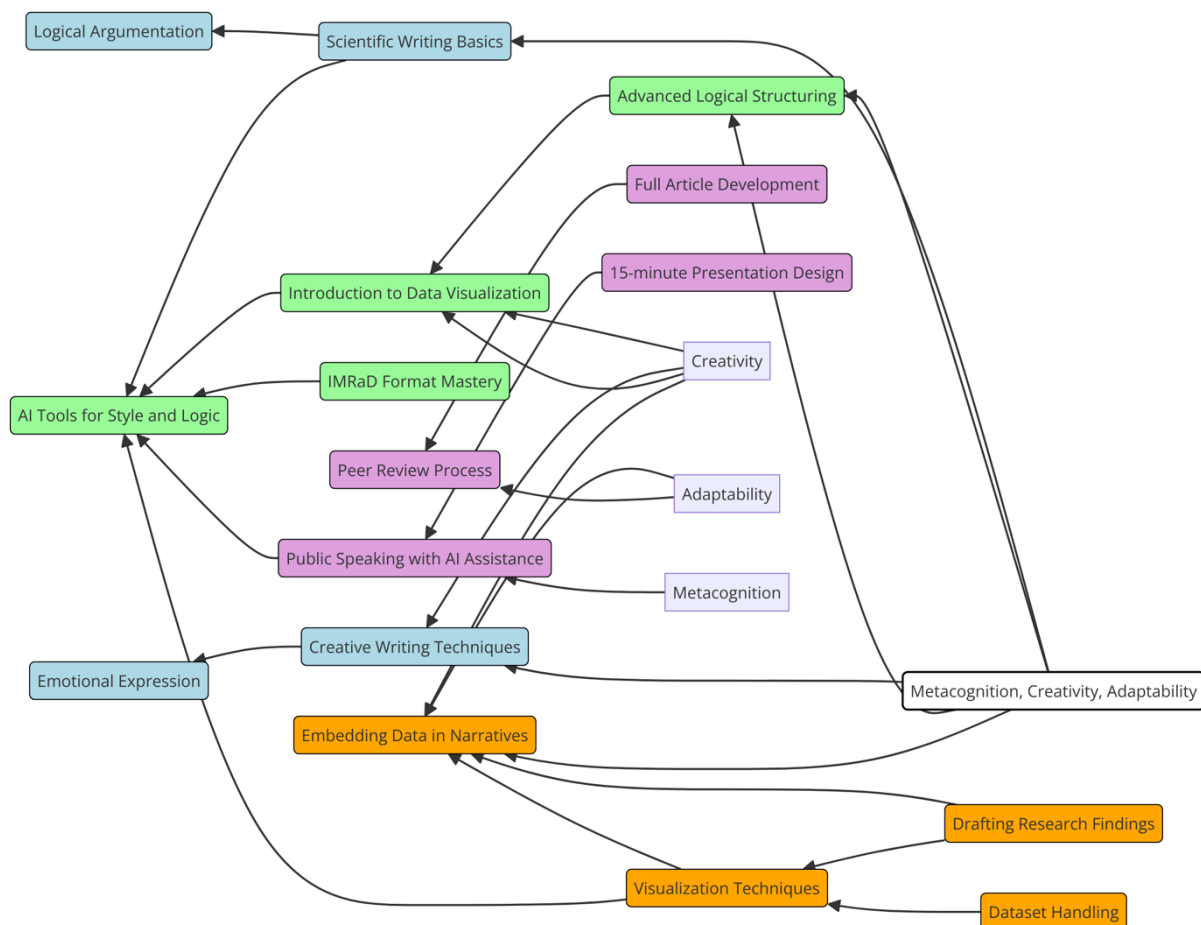 Logical Argumentation
Scientific Writing Basics
Advanced Logical Structuring
Full Article Development
15-minute Presentation Design
Introduction to Data Visualization
Creativity
IMRaD Format Mastery
AI Tools for Style and Logic
Peer Review Process
Adaptability
Public Speaking with AI Assistance
Metacognition
Creative Writing Techniques
Emotional Expression
Metacognition, Creativity, Adaptability
Embedding Data in Narratives
Drafting Research Findings
Visualization Techniques
Dataset Handling